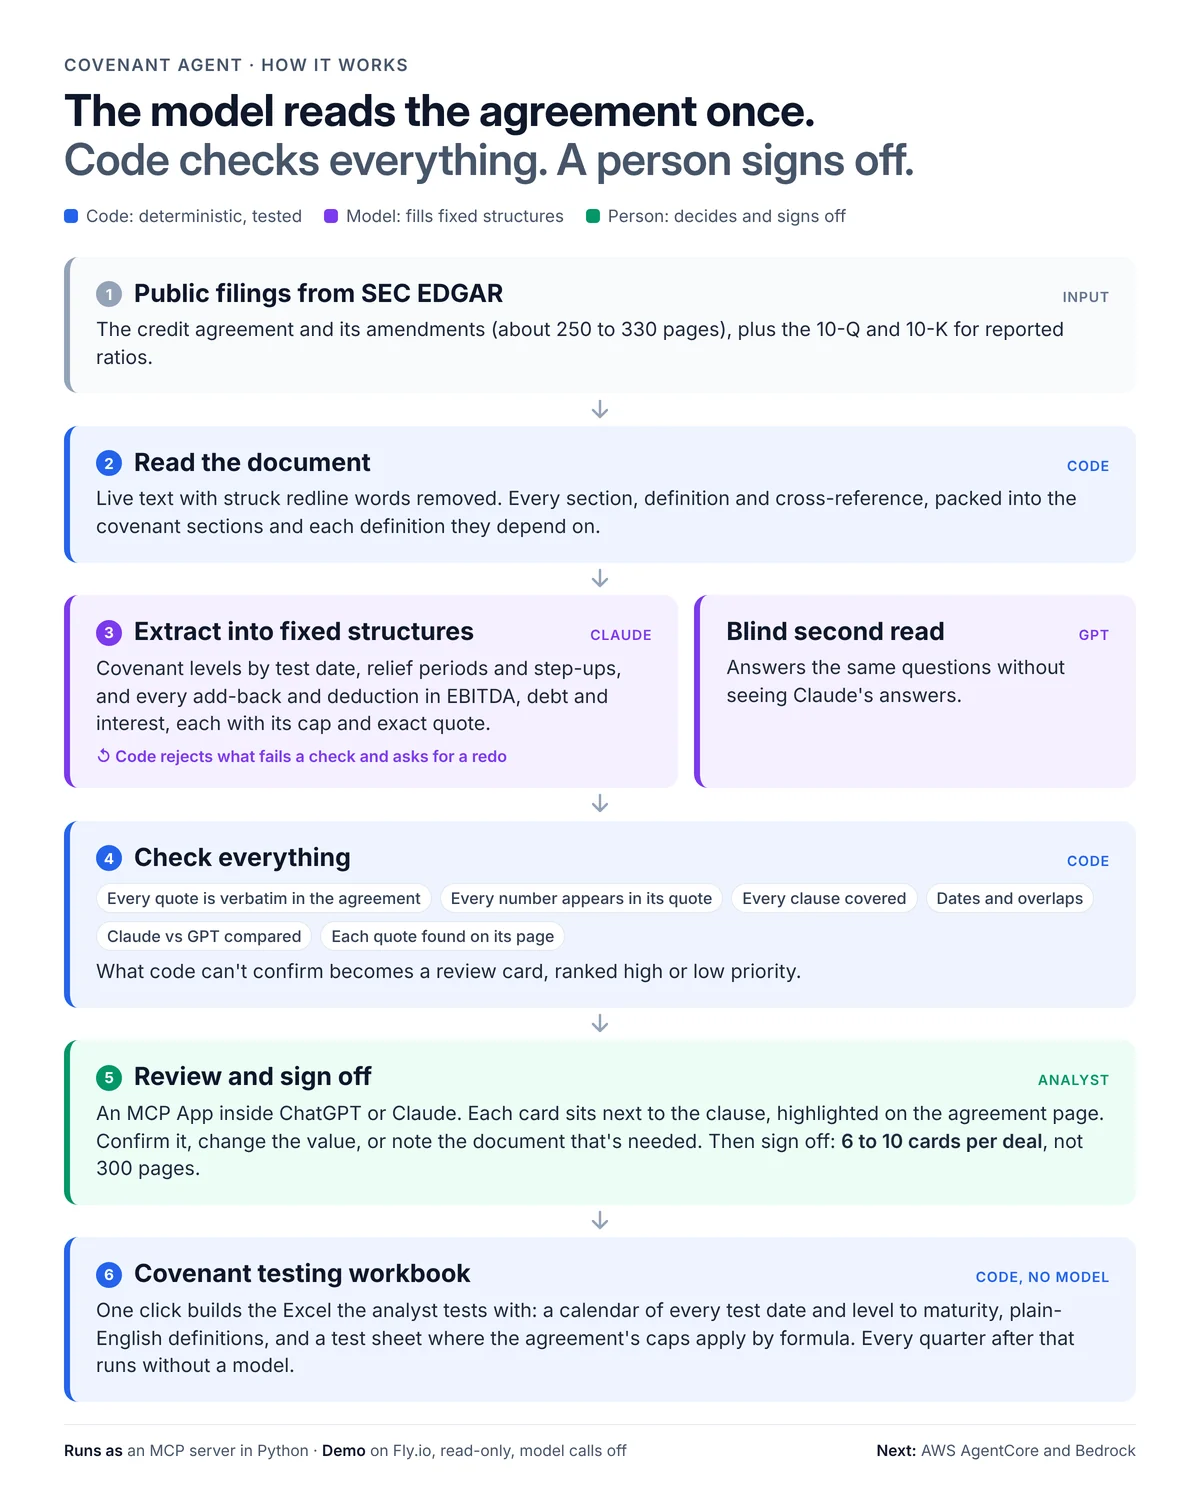 COVENANT AGENT · HOW IT WORKS
The model reads the agreement once.
Code checks everything. A person signs off.
Code: deterministic, tested
Model: fills fixed structures
Person: decides and signs off
1 Public filings from SEC EDGAR
INPUT
The credit agreement and its amendments (about 250 to 330 pages), plus the 10-Q and 10-K for reported
ratios.
↓
2 Read the document
CODE
Live text with struck redline words removed. Every section, definition and cross-reference, packed into the
covenant sections and each definition they depend on.
↓
3 Extract into fixed structures
CLAUDE
Covenant levels by test date, relief periods and step-ups,
and every add-back and deduction in EBITDA, debt and
interest, each with its cap and exact quote.
↺ Code rejects what fails a check and asks for a redo
Blind second read
GPT
Answers the same questions without
seeing Claude's answers.
↓
4 Check everything
CODE
Every quote is verbatim in the agreement
Every number appears in its quote
Every clause covered
Dates and overlaps
Claude vs GPT compared
Each quote found on its page
What code can't confirm becomes a review card, ranked high or low priority.
↓
5 Review and sign off
ANALYST
An MCP App inside ChatGPT or Claude. Each card sits next to the clause, highlighted on the agreement page.
Confirm it, change the value, or note the document that's needed. Then sign off: 6 to 10 cards per deal, not
300 pages.
↓
6 Covenant testing workbook
CODE, NO MODEL
One click builds the Excel the analyst tests with: a calendar of every test date and level to maturity, plain-
English definitions, and a test sheet where the agreement's caps apply by formula. Every quarter after that
runs without a model.
Runs as an MCP server in Python · Demo on Fly.io, read-only, model calls off
Next: AWS AgentCore and Bedrock